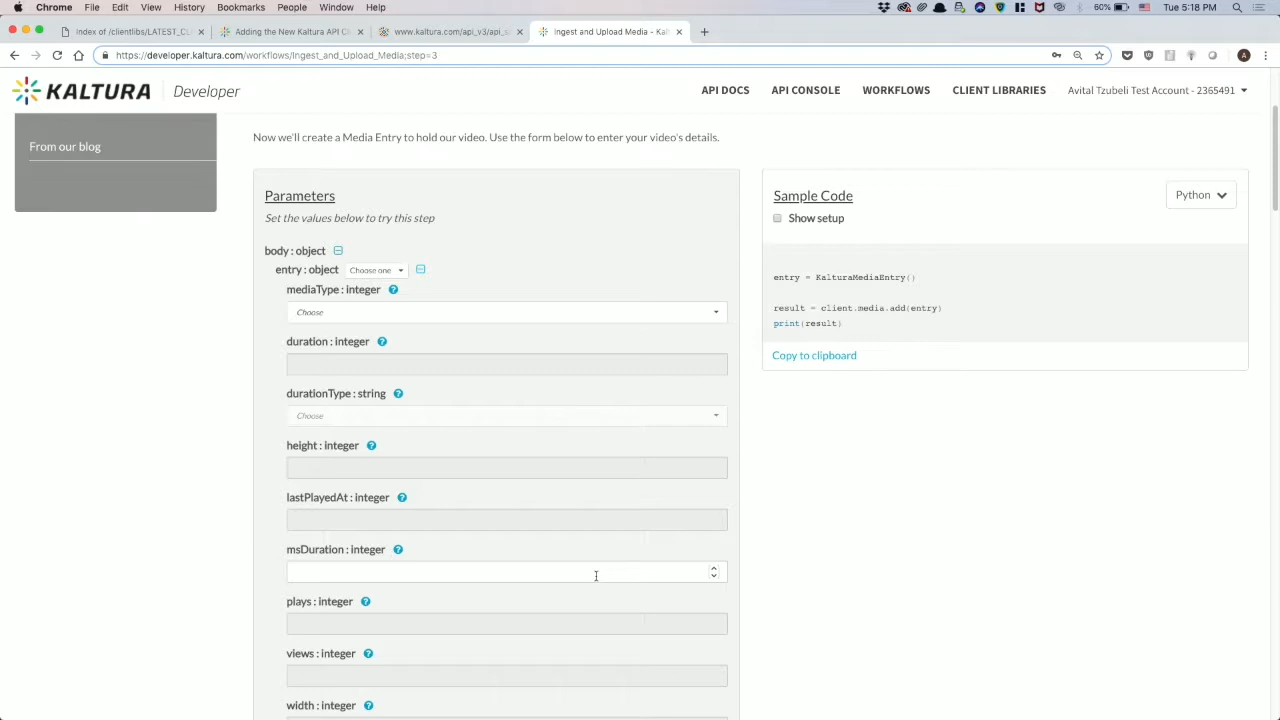 Chrome File Edit View History Bookmarks People Window Help 60% Tue 5:18 PM
Index of /clientlibs/LATEST_CL
Adding the New Kaltura API C
www.kaltura.com/api_v3/api_s
Ingest and Upload Media - Kal
https://developer.kaltura.com/workflows/Ingest_and_Upload_Media;step=3
A
KALTURA Developer
API DOCS API CONSOLE WORKFLOWS CLIENT LIBRARIES Avital Tzubeli Test Account - 2365491
From our blog
Now we'll create a Media Entry to hold our video. Use the form below to enter your video's details.
Parameters
Set the values below to try this step
body : object
entry : object Choose one
mediaType : integer ?
Choose
duration : integer ?
durationType : string ?
Choose
height : integer ?
lastPlayedAt : integer ?
msDuration : integer ?
plays : integer ?
views : integer ?
width : integer ?
Sample Code
Python
Show setup
entry = KalturaMediaEntry()
result = client.media.add(entry)
print(result)
Copy to clipboard